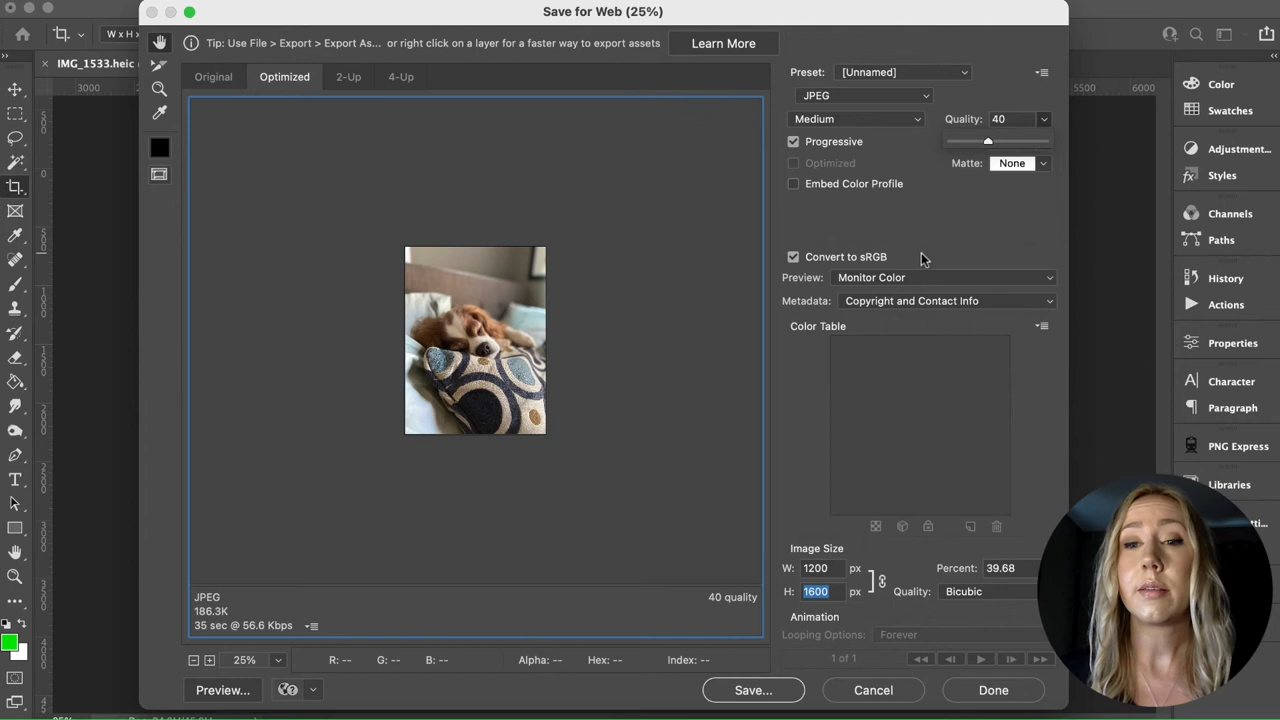 Save for Web (25%)
W x H
Tip: Use File > Export > Export As... or right click on a layer for a faster way to export assets
Learn More
IMG_1533.heic
3000
5500
6000
Original
Optimized
2-Up
4-Up
Preset: [Unnamed]
JPEG
Medium
Quality: 40
Progressive
Optimized
Matte: None
Embed Color Profile
Convert to sRGB
Preview: Monitor Color
Metadata: Copyright and Contact Info
Color Table
Image Size
W: 1200 px
Percent: 39.68
H: 1600 px
Quality: Bicubic
Animation
Looping Options: Forever
1 of 1
JPEG
40 quality
186.3K
35 sec @ 56.6 Kbps
25%
R: --
G: --
B: --
Alpha: --
Hex: --
Index: --
Preview...
Save...
Cancel
Done
Color
Swatches
Adjustment...
Styles
Channels
Paths
History
Actions
Properties
Character
Paragraph
PNG Express
Libraries